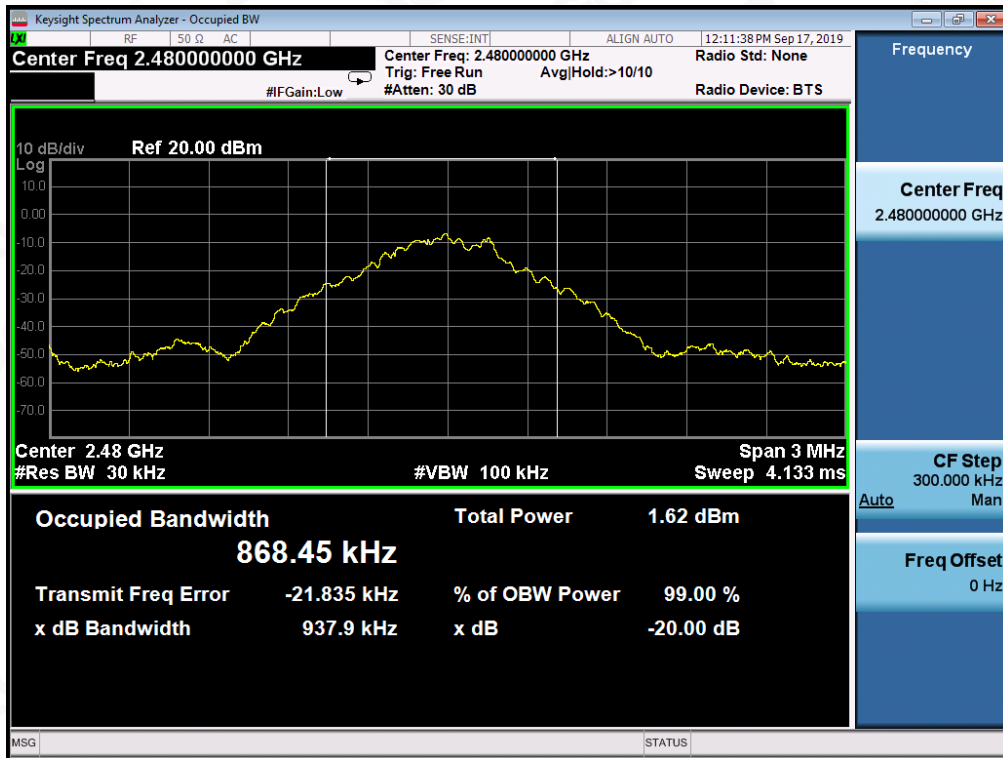 Keysight Spectrum Analyzer - Occupied BW
LXI RF 50 Ω AC SENSE:INT ALIGN AUTO 12:11:38 PM Sep 17, 2019
Center Freq 2.480000000 GHz
Center Freq: 2.480000000 GHz Radio Std: None
Trig: Free Run Avg|Hold:>10/10
#IFGain:Low #Atten: 30 dB Radio Device: BTS
Frequency
10 dB/div Ref 20.00 dBm
Log
10.0
0.00
-10.0
-20.0
-30.0
-40.0
-50.0
-60.0
-70.0
Center 2.48 GHz Span 3 MHz
#Res BW 30 kHz #VBW 100 kHz Sweep 4.133 ms
Occupied Bandwidth Total Power 1.62 dBm
868.45 kHz
Transmit Freq Error -21.835 kHz % of OBW Power 99.00 %
x dB Bandwidth 937.9 kHz x dB -20.00 dB
Center Freq
2.480000000 GHz
CF Step
300.000 kHz
Auto Man
Freq Offset
0 Hz
MSG STATUS